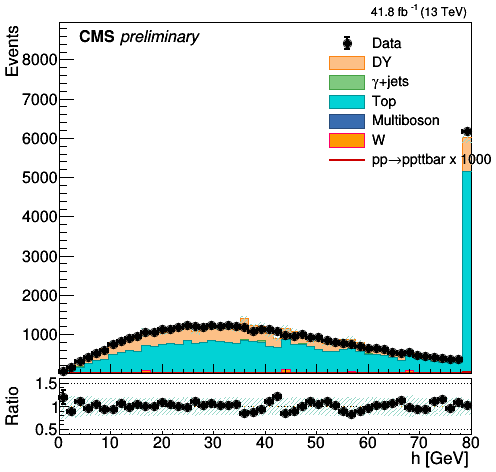 41.8 fb⁻¹ (13 TeV)
CMS preliminary
Events
8000
7000
6000
5000
4000
3000
2000
1000
Data
DY
γ+jets
Top
Multiboson
W
pp→ppttbar x 1000
Ratio
1.5
1
0.5
0 10 20 30 40 50 60 70 80
h [GeV]